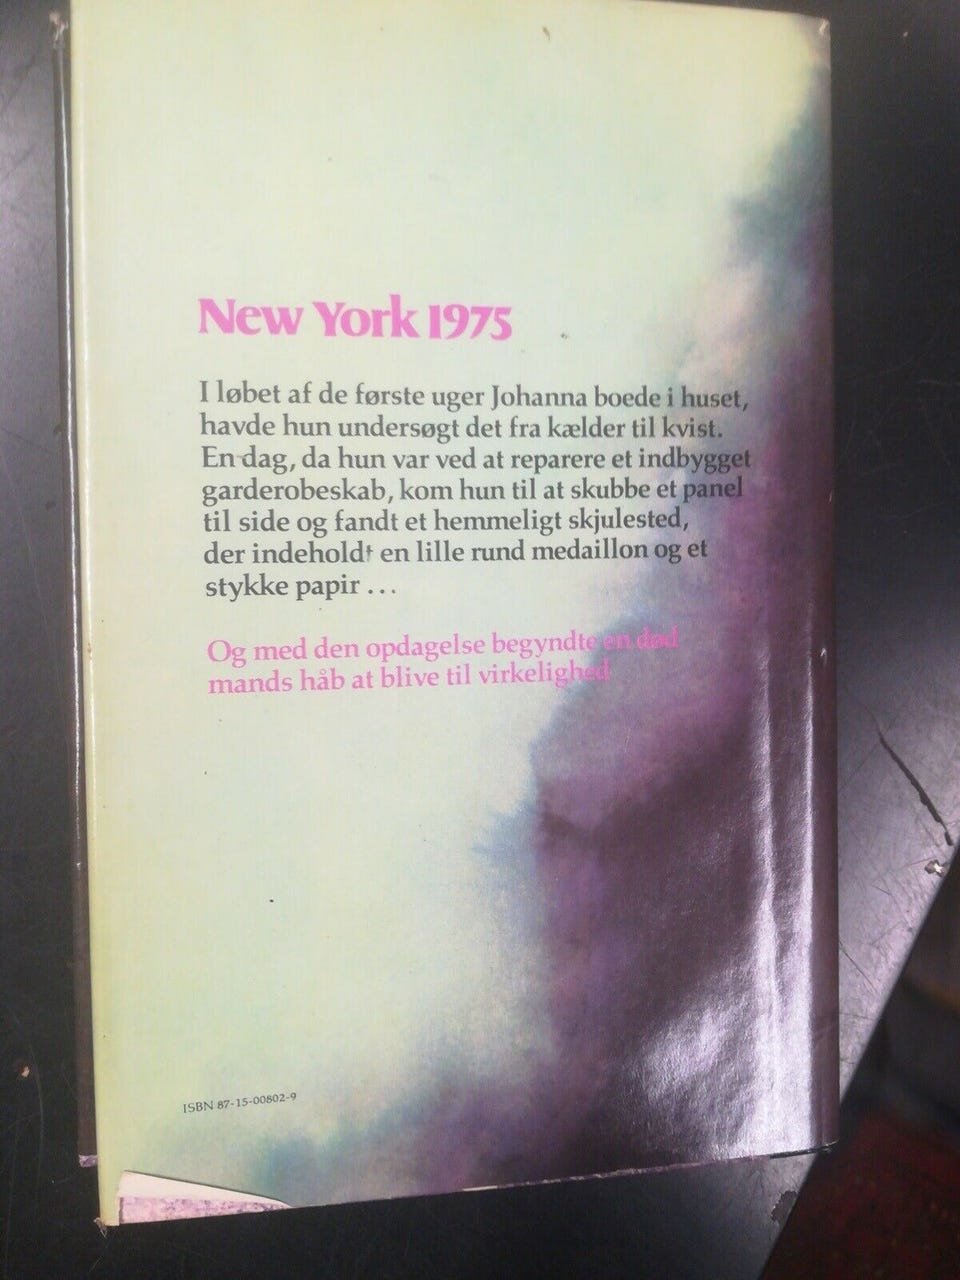 New York 1975
I løbet af de første uger Johanna boede i huset,
havde hun undersøgt det fra kælder til kvist.
En dag, da hun var ved at reparere et indbygget
garderobeskab, kom hun til at skubbe et panel
til side og fandt et hemmeligt skjulested,
der indeholdt en lille rund medaillon og et
stykke papir ...
Og med den opdagelse begyndte en død
mands håb at blive til virkelighed
ISBN 87-15-00802-9